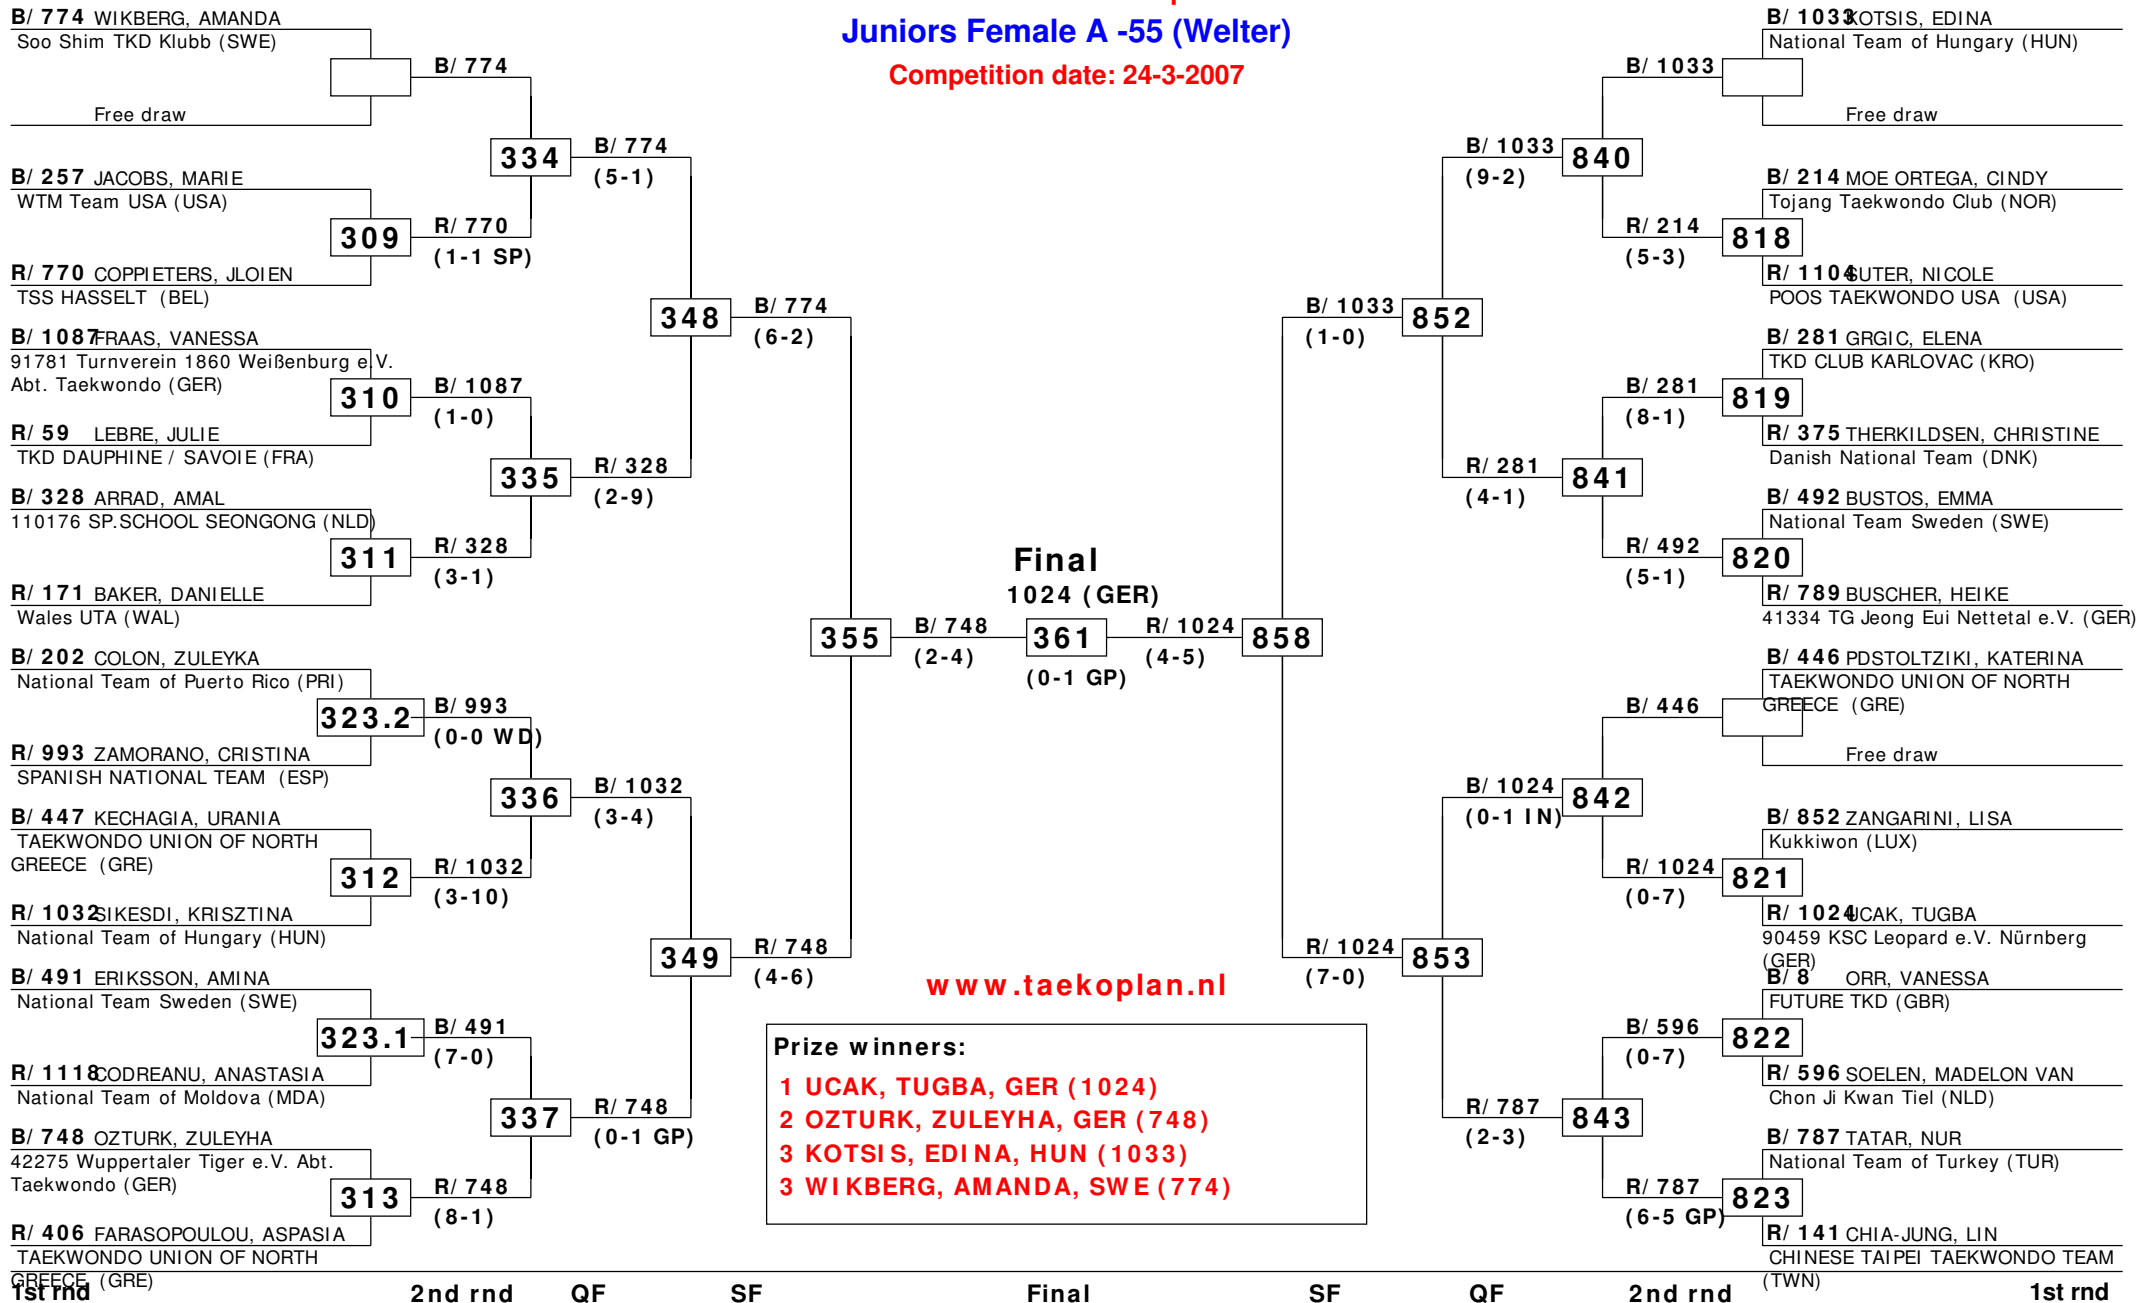 Juniors Female A -55 (Welter)
Competition date: 24-3-2007
B/ 774 WIKBERG, AMANDA
Soo Shim TKD Klubb (SWE)
Free draw
B/ 257 JACOBS, MARIE
WTM Team USA (USA)
R/ 770 COPPIETERS, JLOIEN
TSS HASSELT (BEL)
B/ 1087 FRAAS, VANESSA
91781 Turnverein 1860 Weißenburg e.V.
Abt. Taekwondo (GER)
R/ 59 LEBRE, JULIE
TKD DAUPHINE / SAVOIE (FRA)
B/ 328 ARRAD, AMAL
110176 SP.SCHOOL SEONGONG (NLD)
R/ 171 BAKER, DANIELLE
Wales UTA (WAL)
B/ 202 COLON, ZULEYKA
National Team of Puerto Rico (PRI)
R/ 993 ZAMORANO, CRISTINA
SPANISH NATIONAL TEAM (ESP)
B/ 447 KECHAGIA, URANIA
TAEKWONDO UNION OF NORTH
GREECE (GRE)
R/ 1032 SIKESDI, KRISZTINA
National Team of Hungary (HUN)
B/ 491 ERIKSSON, AMINA
National Team Sweden (SWE)
R/ 1118 CODREANU, ANASTASIA
National Team of Moldova (MDA)
B/ 748 OZTURK, ZULEYHA
42275 Wuppertaler Tiger e.V. Abt.
Taekwondo (GER)
R/ 406 FARASOPOULOU, ASPASIA
TAEKWONDO UNION OF NORTH
GREECE (GRE)
B/ 774
309
R/ 770
(1-1 SP)
310
B/ 1087
(1-0)
311
R/ 328
(3-1)
323.2
B/ 993
(0-0 WD)
312
R/ 1032
(3-10)
323.1
B/ 491
(7-0)
313
R/ 748
(8-1)
334
B/ 774
(5-1)
335
R/ 328
(2-9)
336
B/ 1032
(3-4)
337
R/ 748
(0-1 GP)
348
B/ 774
(6-2)
349
R/ 748
(4-6)
355
B/ 748
(2-4)
Final
1024 (GER)
361
(0-1 GP)
R/ 1024
(4-5)
858
B/ 1033
(1-0)
852
R/ 1024
(7-0)
853
B/ 1033
(9-2)
840
R/ 281
(4-1)
841
B/ 1024
(0-1 IN)
842
R/ 787
(2-3)
843
B/ 1033
R/ 214
(5-3)
818
B/ 281
(8-1)
819
R/ 492
(5-1)
820
B/ 446
R/ 1024
(0-7)
821
B/ 596
(0-7)
822
R/ 787
(6-5 GP)
823
B/ 1033 KOTSIS, EDINA
National Team of Hungary (HUN)
Free draw
B/ 214 MOE ORTEGA, CINDY
Tojang Taekwondo Club (NOR)
R/ 1104 SUTER, NICOLE
POOS TAEKWONDO USA (USA)
B/ 281 GRGIC, ELENA
TKD CLUB KARLOVAC (KRO)
R/ 375 THERKILDSEN, CHRISTINE
Danish National Team (DNK)
B/ 492 BUSTOS, EMMA
National Team Sweden (SWE)
R/ 789 BUSCHER, HEIKE
41334 TG Jeong Eui Nettetal e.V. (GER)
B/ 446 PDSTOLTZIKI, KATERINA
TAEKWONDO UNION OF NORTH
GREECE (GRE)
Free draw
B/ 852 ZANGARINI, LISA
Kukkiwon (LUX)
R/ 1024 UCAK, TUGBA
90459 KSC Leopard e.V. Nürnberg
(GER)
B/ 8 ORR, VANESSA
FUTURE TKD (GBR)
R/ 596 SOELEN, MADELON VAN
Chon Ji Kwan Tiel (NLD)
B/ 787 TATAR, NUR
National Team of Turkey (TUR)
R/ 141 CHIA-JUNG, LIN
CHINESE TAIPEI TAEKWONDO TEAM
(TWN)
www.taekoplan.nl
Prize winners:
1 UCAK, TUGBA, GER (1024)
2 OZTURK, ZULEYHA, GER (748)
3 KOTSIS, EDINA, HUN (1033)
3 WIKBERG, AMANDA, SWE (774)
1st rnd 2nd rnd QF SF Final SF QF 2nd rnd 1st rnd